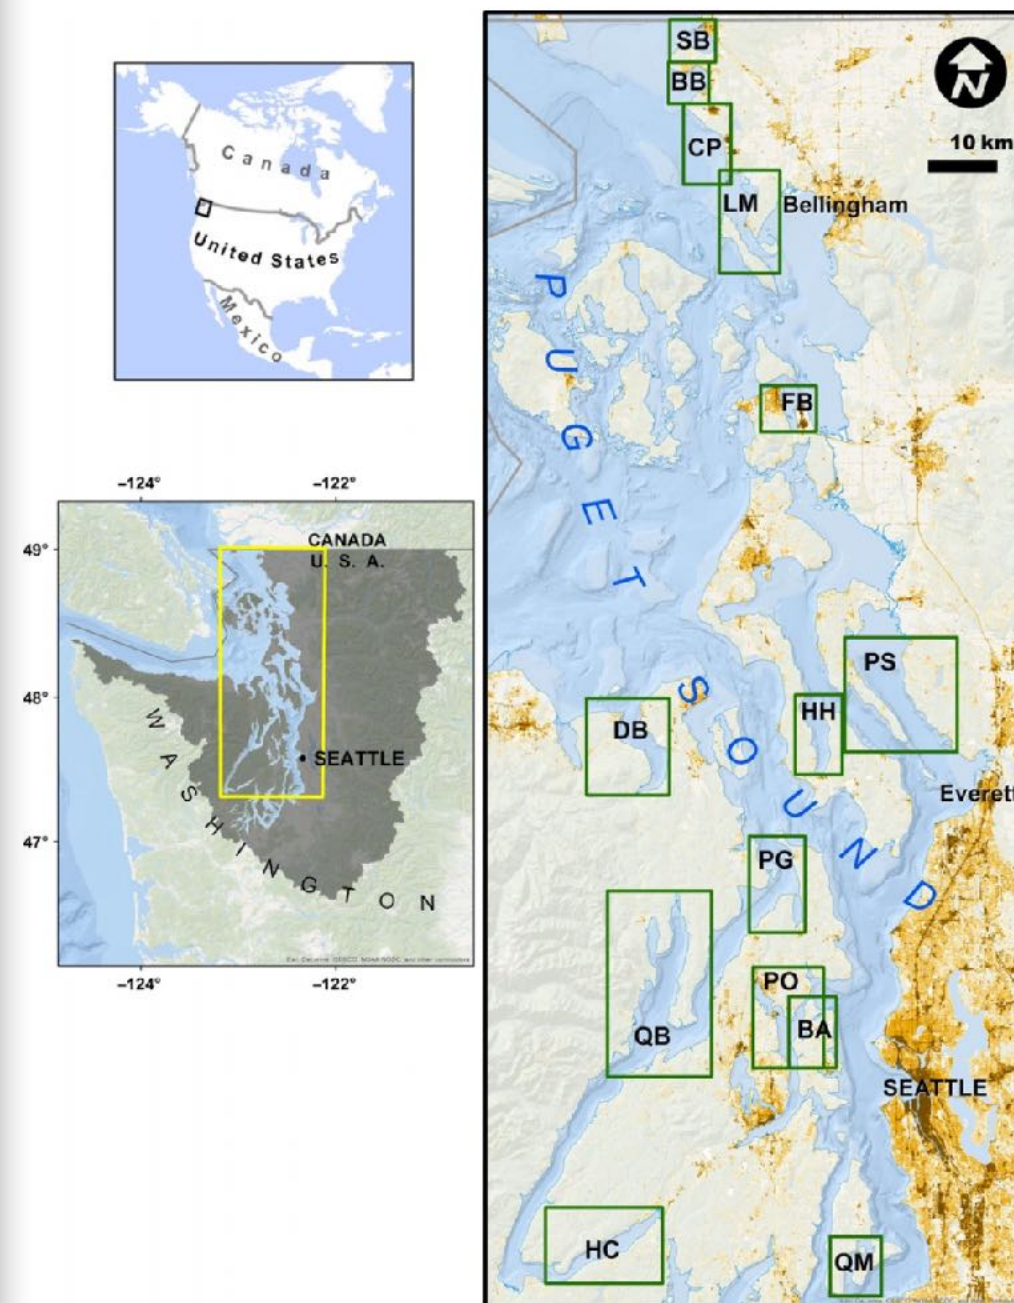 Canada
United States
Mexico
−124° −122°
49°
48°
47°
CANADA
U. S. A.
SEATTLE
WASHINGTON
−124° −122°
SB
BB
CP
LM
Bellingham
N
10 km
PUGET
SOUND
FB
PS
HH
DB
Everett
PG
PO
BA
QB
SEATTLE
HC
QM